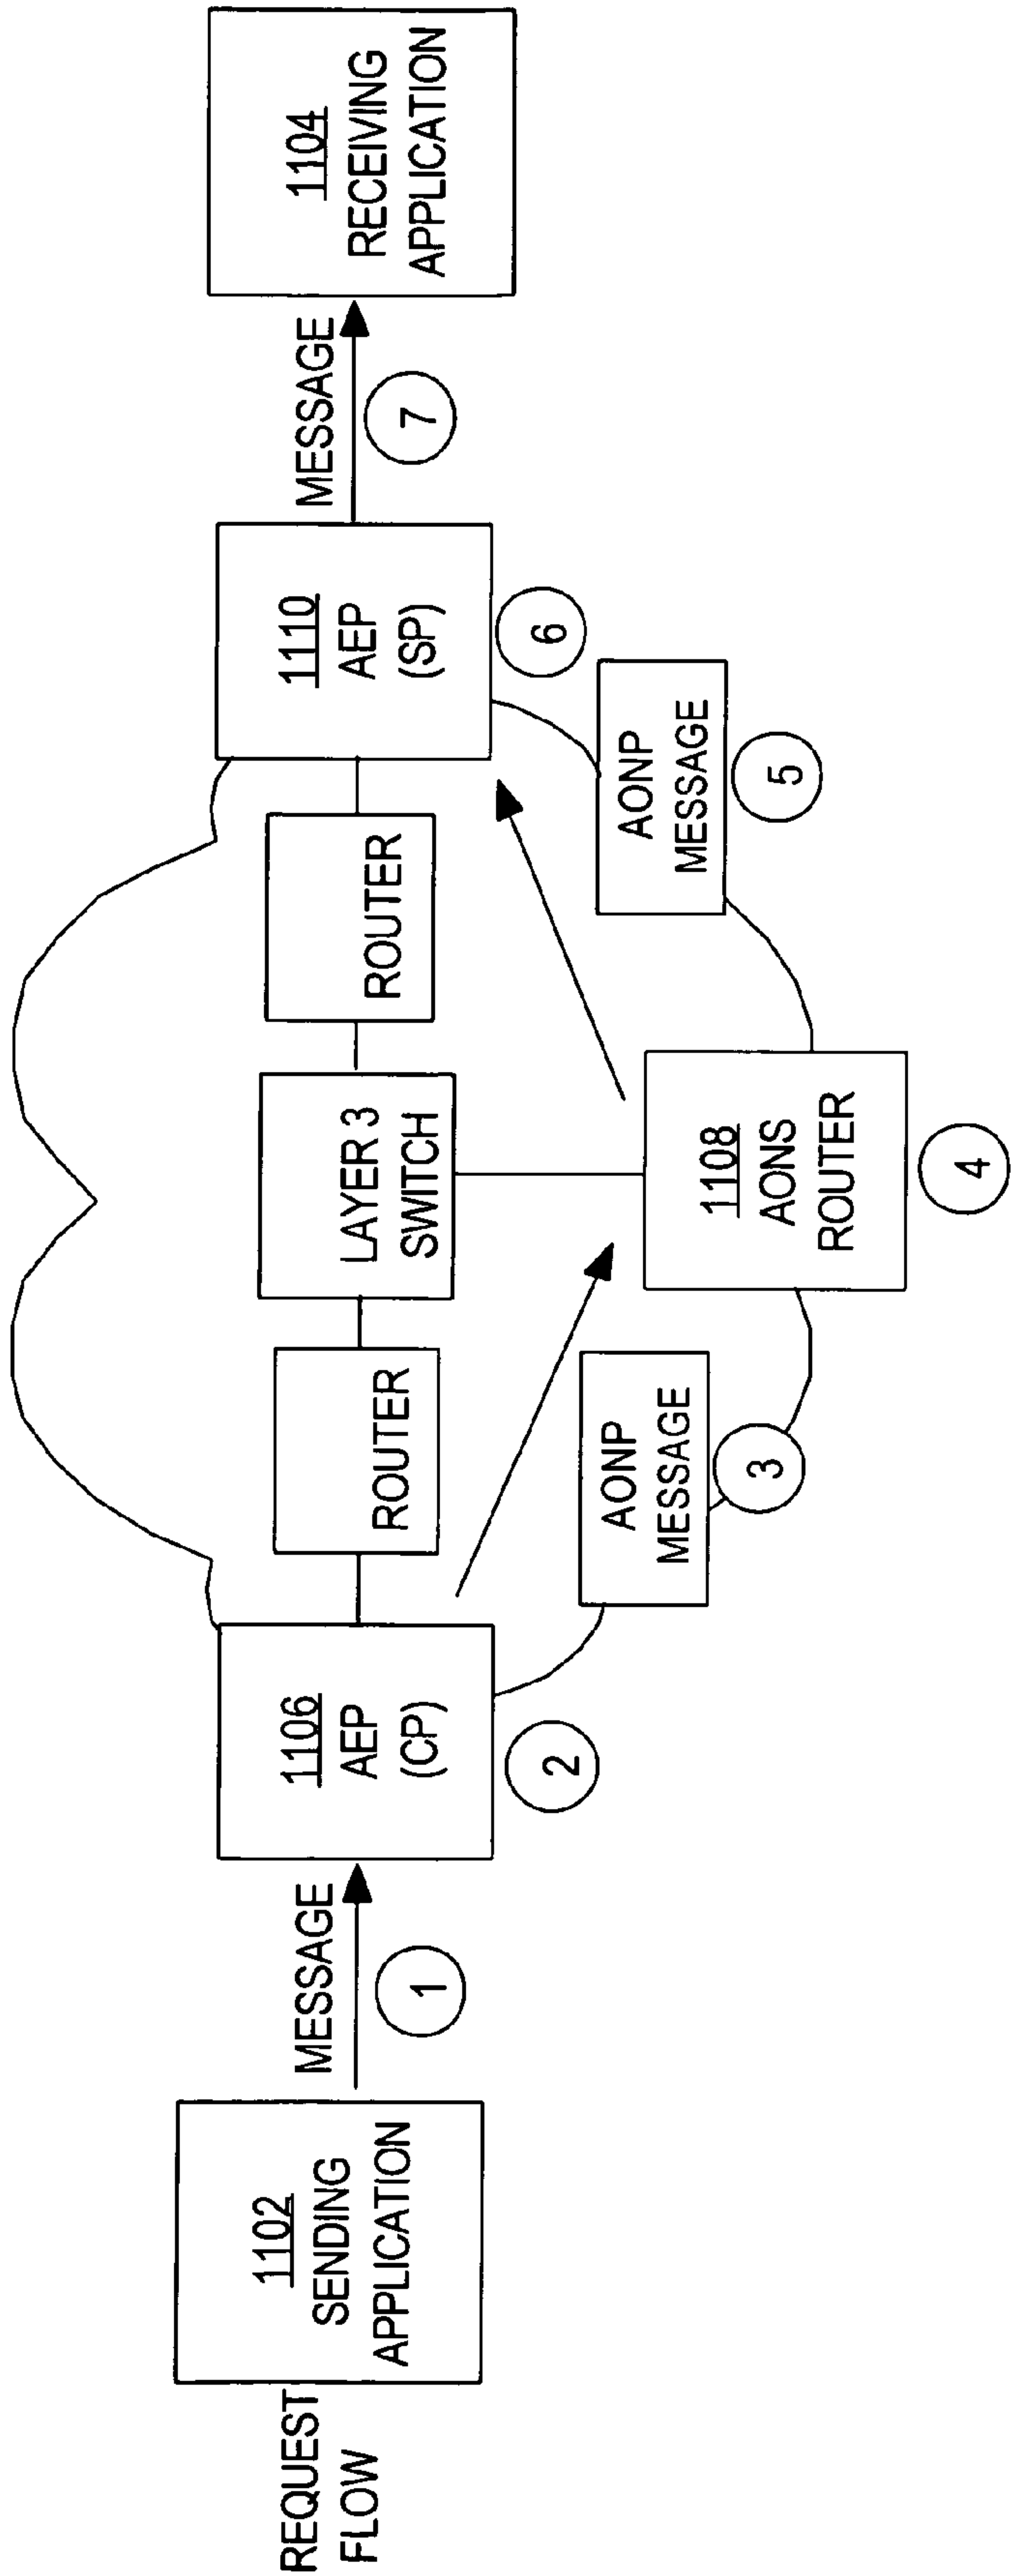 REQUEST
FLOW
1102
SENDING
APPLICATION
MESSAGE
1
1106
AEP
(CP)
2
ROUTER
AONP
MESSAGE
3
LAYER 3
SWITCH
1108
AONS
ROUTER
4
ROUTER
AONP
MESSAGE
5
1110
AEP
(SP)
6
MESSAGE
7
1104
RECEIVING
APPLICATION